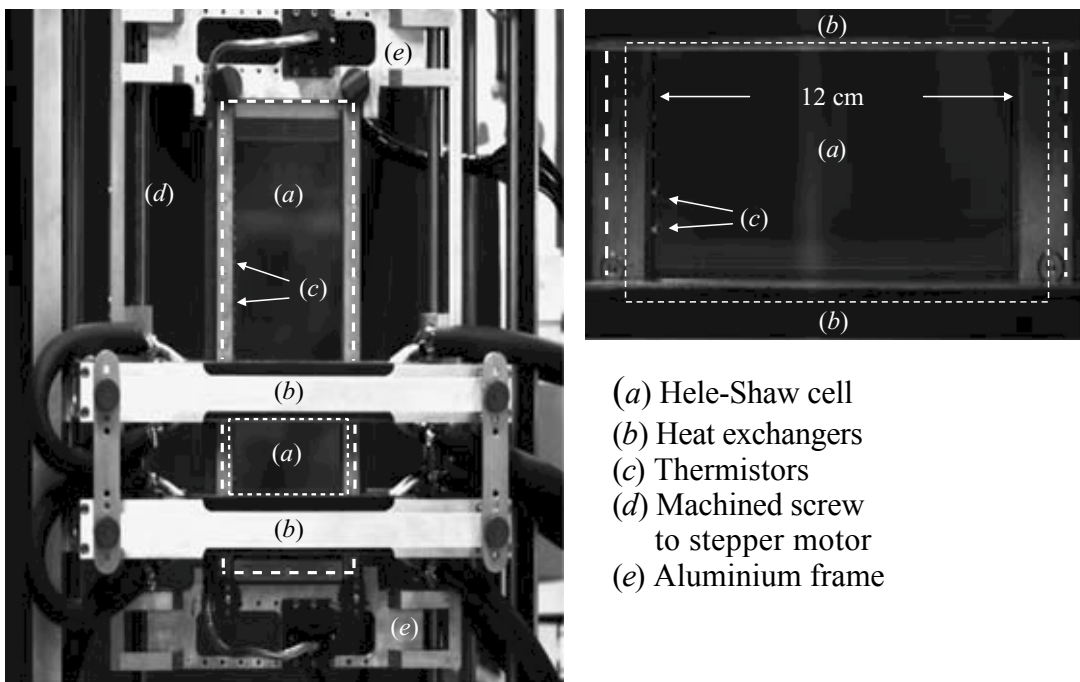 (e)
(d)
(a)
(c)
(b)
(a)
(b)
(e)
(b)
12 cm
(a)
(c)
(b)
(a) Hele-Shaw cell
(b) Heat exchangers
(c) Thermistors
(d) Machined screw
to stepper motor
(e) Aluminium frame